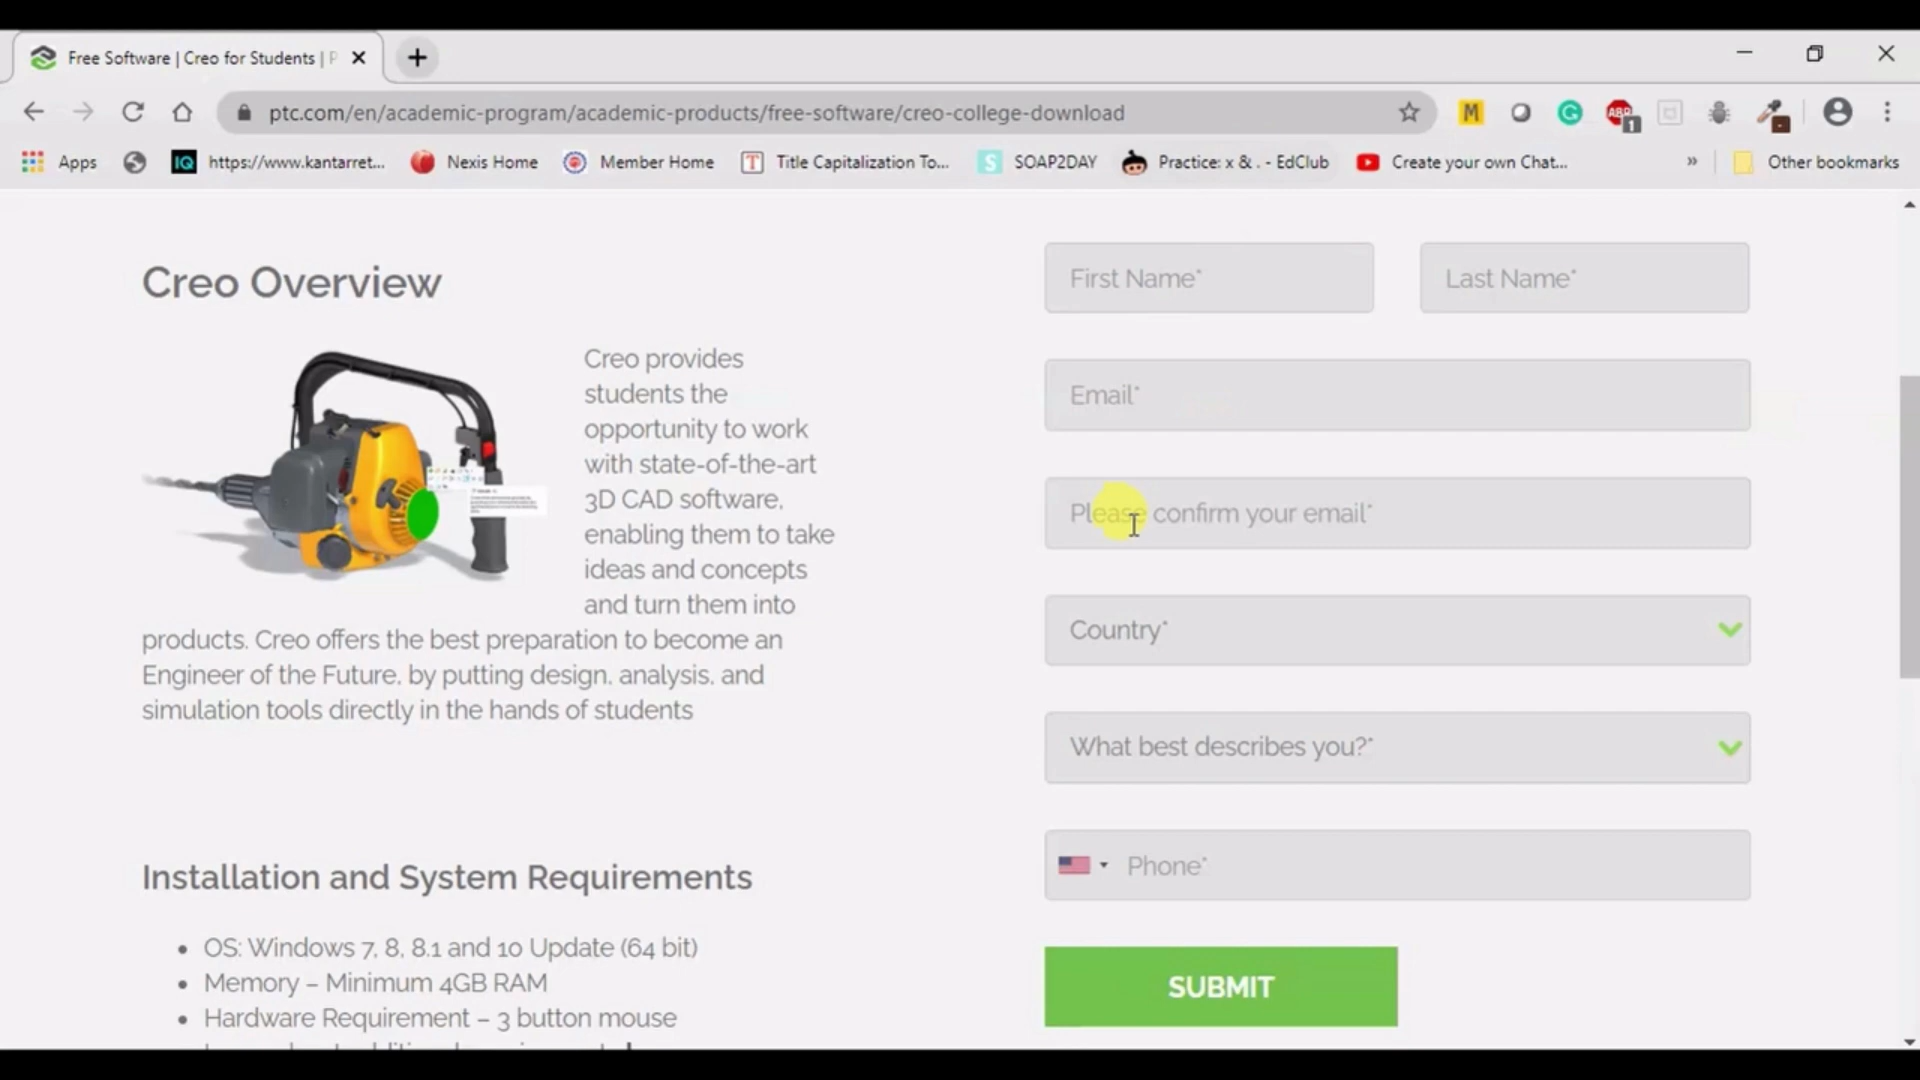 Free Software | Creo for Students | P
ptc.com/en/academic-program/academic-products/free-software/creo-college-download
M
ABP
1
Apps
IQ
https://www.kantarret...
Nexis Home
Member Home
T
Title Capitalization To...
S
SOAP2DAY
Practice: x & . - EdClub
Create your own Chat...
»
Other bookmarks
Creo Overview
Creo provides
students the
opportunity to work
with state-of-the-art
3D CAD software,
enabling them to take
ideas and concepts
and turn them into
products. Creo offers the best preparation to become an
Engineer of the Future, by putting design, analysis, and
simulation tools directly in the hands of students
Installation and System Requirements
• OS: Windows 7, 8, 8.1 and 10 Update (64 bit)
• Memory – Minimum 4GB RAM
• Hardware Requirement – 3 button mouse
First Name*
Last Name*
Email*
Please confirm your email*
Country*
What best describes you?*
Phone*
SUBMIT